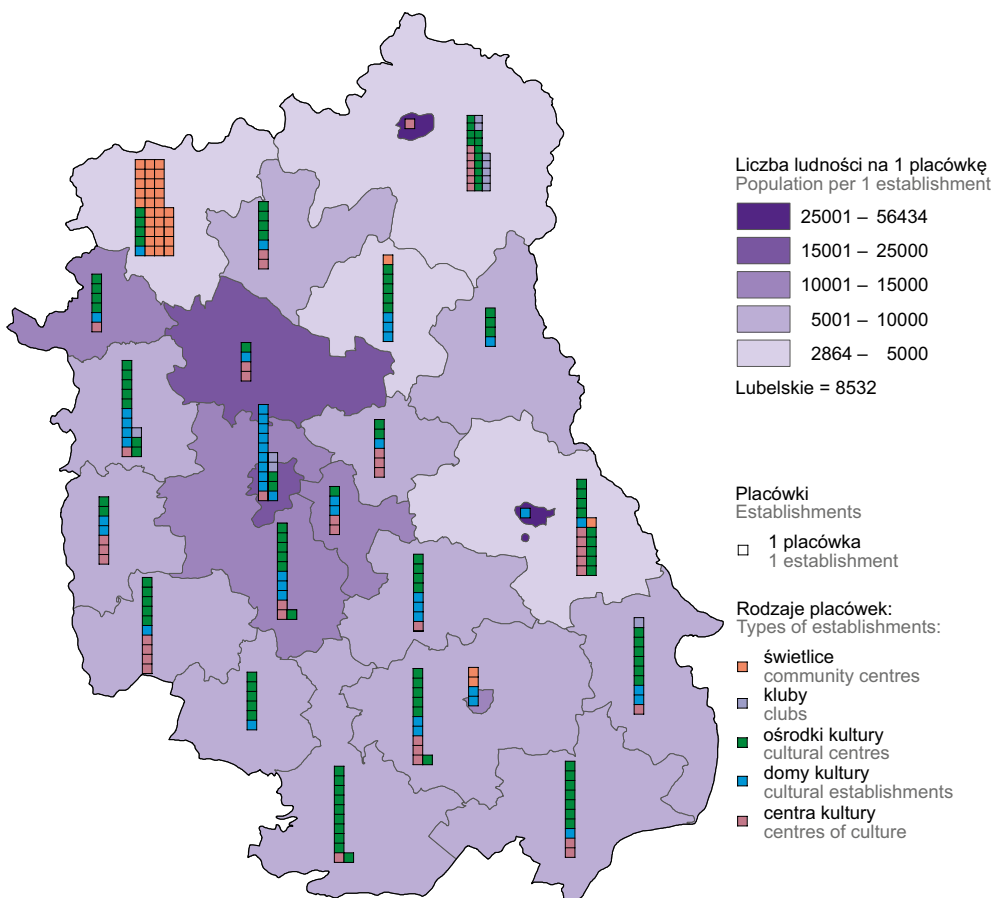 Liczba ludności na 1 placówkę
Population per 1 establishment
25001 – 56434
15001 – 25000
10001 – 15000
5001 – 10000
2864 – 5000
Lubelskie = 8532
Placówki
Establishments
1 placówka
1 establishment
Rodzaje placówek:
Types of establishments:
świetlice
community centres
kluby
clubs
ośrodki kultury
cultural centres
domy kultury
cultural establishments
centra kultury
centres of culture